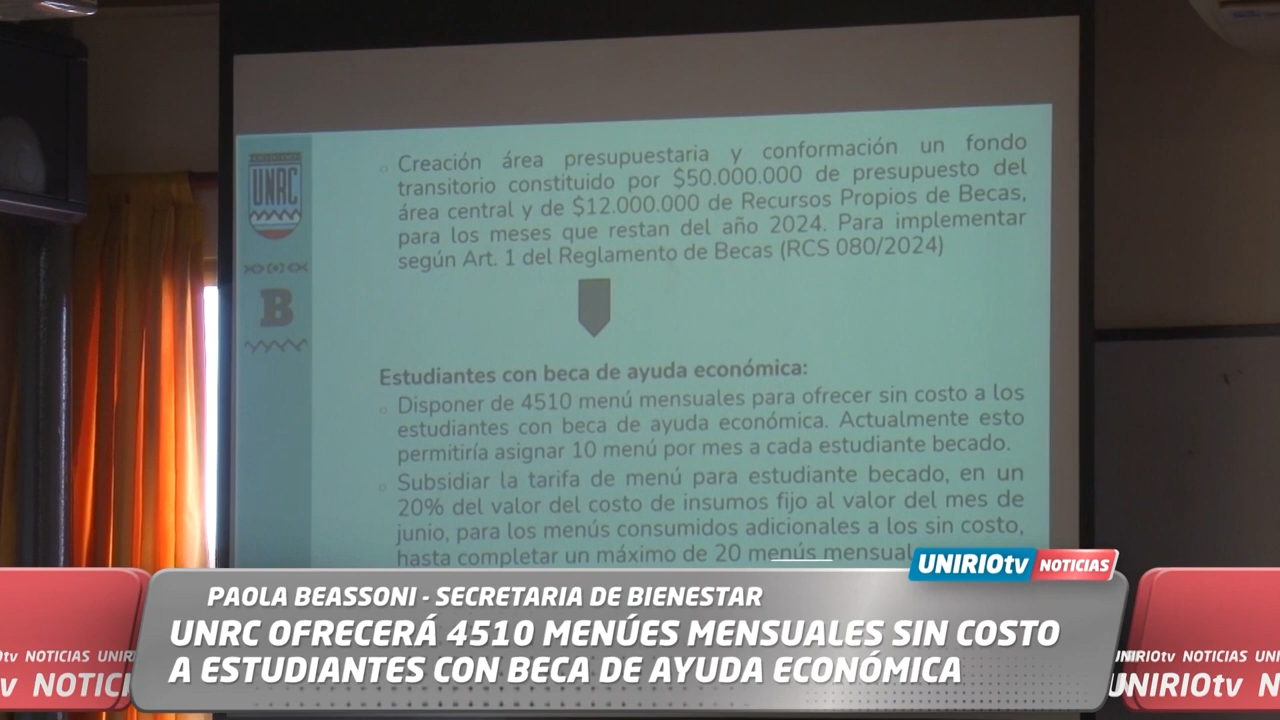 UNRC
B
Creación área presupuestaria y conformación un fondo
transitorio constituido por $50.000.000 de presupuesto del
área central y de $12.000.000 de Recursos Propios de Becas,
para los meses que restan del año 2024. Para implementar
según Art. 1 del Reglamento de Becas (RCS 080/2024)
Estudiantes con beca de ayuda económica:
Disponer de 4510 menú mensuales para ofrecer sin costo a los
estudiantes con beca de ayuda económica. Actualmente esto
permitiría asignar 10 menú por mes a cada estudiante becado.
Subsidiar la tarifa de menú para estudiante becado, en un
20% del valor del costo de insumos fijo al valor del mes de
junio, para los menús consumidos adicionales a los sin costo,
hasta completar un máximo de 20 menús mensual
UNIRIOtv NOTICIAS
PAOLA BEASSONI - SECRETARIA DE BIENESTAR
UNRC OFRECERÁ 4510 MENÚES MENSUALES SIN COSTO
A ESTUDIANTES CON BECA DE AYUDA ECONÓMICA
Otv NOTICIAS UNIR
v NOTICI
UNIRIOtv NOTICIAS UNI
UNIRIOtv N